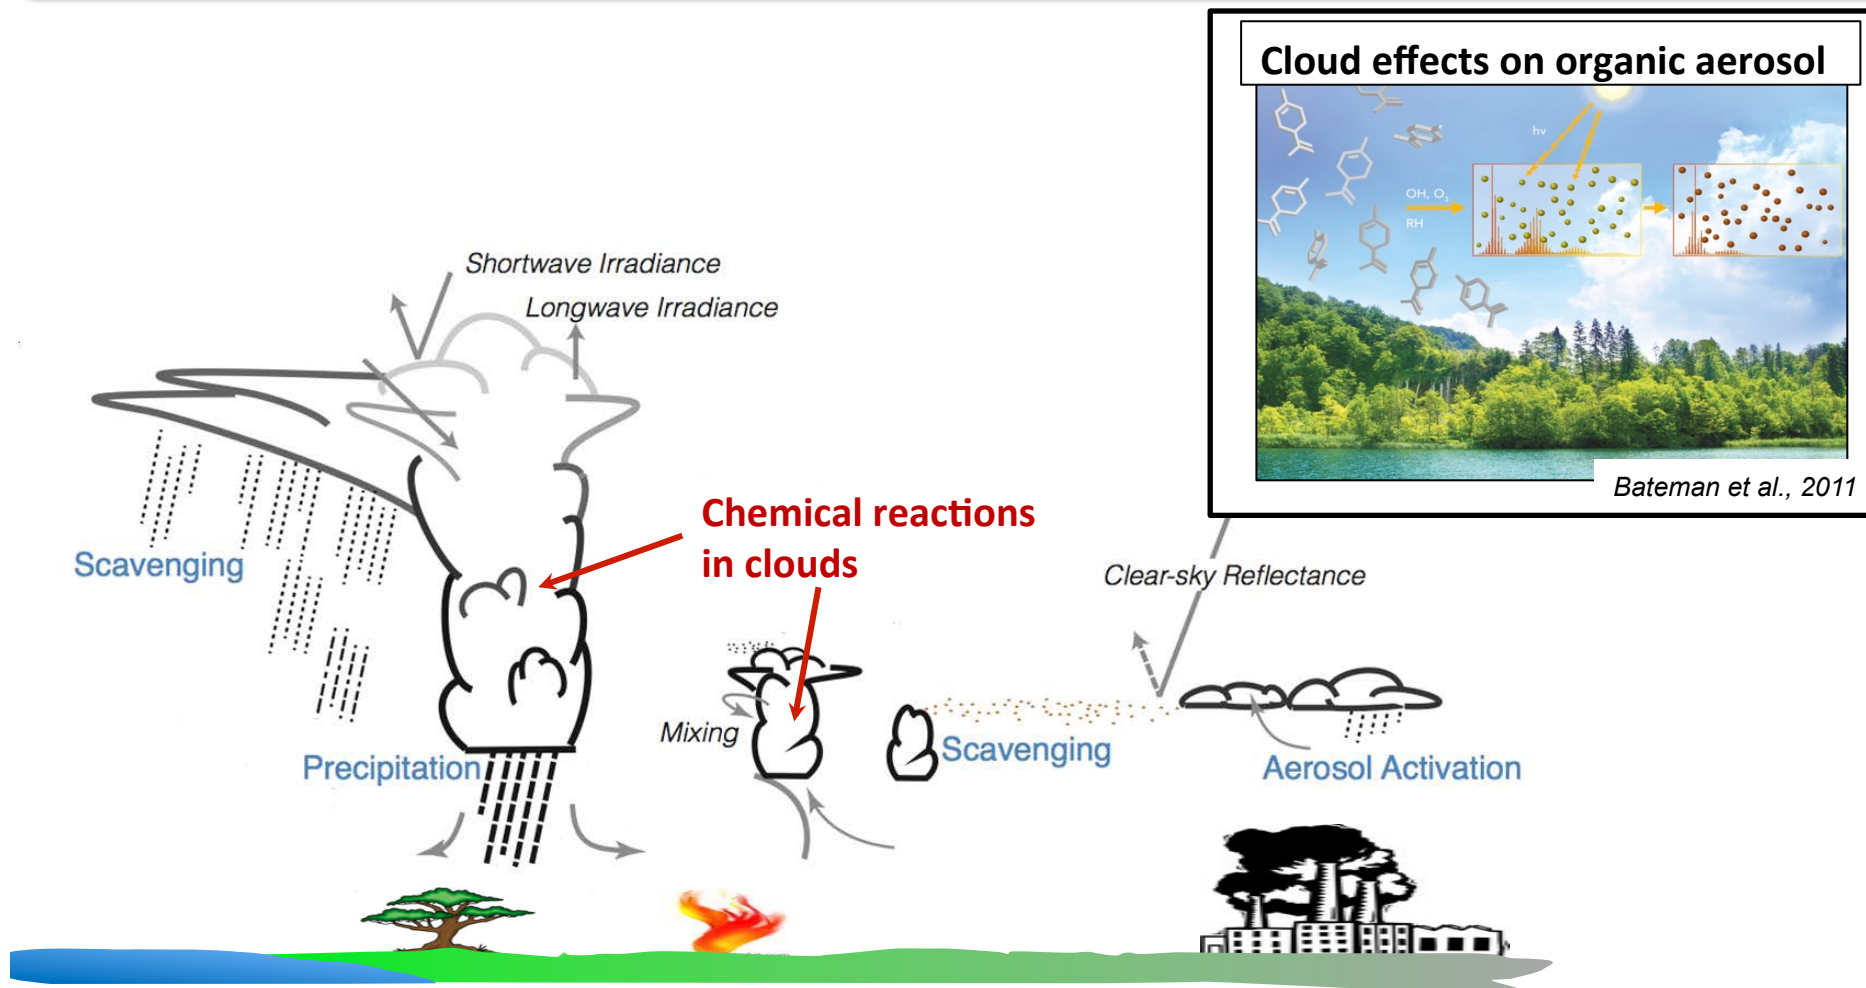 Cloud effects on organic aerosol
hν
OH, O3
RH
Bateman et al., 2011
Shortwave Irradiance
Longwave Irradiance
Chemical reactions
in clouds
Scavenging
Clear-sky Reflectance
Mixing
Scavenging
Precipitation
Aerosol Activation